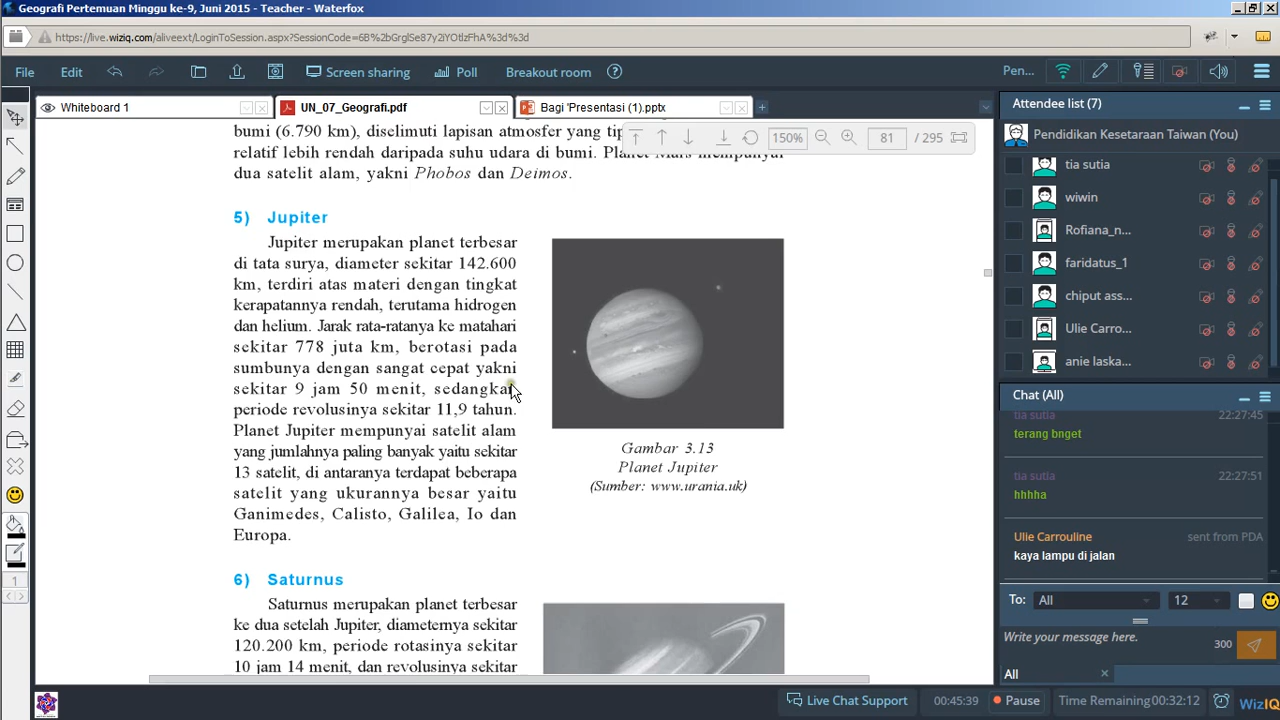 Geografi Pertemuan Minggu ke-9, Juni 2015 - Teacher - Waterfox
https://live.wiziq.com/aliveext/LoginToSession.aspx?SessionCode=6B%2bGrglSe87y2iYOtlzFhA%3d%3d
File Edit Screen sharing Poll Breakout room ? Pen...
Whiteboard 1 UN_07_Geografi.pdf Bagi 'Presentasi (1).pptx
150% 81 / 295
bumi (6.790 km), diselimuti lapisan atmosfer yang tip
relatif lebih rendah daripada suhu udara di bumi. Planet Mars mempunyai
dua satelit alam, yakni Phobos dan Deimos.
5) Jupiter
Jupiter merupakan planet terbesar
di tata surya, diameter sekitar 142.600
km, terdiri atas materi dengan tingkat
kerapatannya rendah, terutama hidrogen
dan helium. Jarak rata-ratanya ke matahari
sekitar 778 juta km, berotasi pada
sumbunya dengan sangat cepat yakni
sekitar 9 jam 50 menit, sedangkan
periode revolusinya sekitar 11,9 tahun.
Planet Jupiter mempunyai satelit alam
yang jumlahnya paling banyak yaitu sekitar
13 satelit, di antaranya terdapat beberapa
satelit yang ukurannya besar yaitu
Ganimedes, Calisto, Galilea, Io dan
Europa.
Gambar 3.13
Planet Jupiter
(Sumber: www.urania.uk)
6) Saturnus
Saturnus merupakan planet terbesar
ke dua setelah Jupiter, diameternya sekitar
120.200 km, periode rotasinya sekitar
10 jam 14 menit, dan revolusinya sekitar
1
Attendee list (7)
Pendidikan Kesetaraan Taiwan (You)
tia sutia
wiwin
Rofiana_n...
faridatus_1
chiput ass...
Ulie Carro...
anie laska...
Chat (All)
tia sutia 22:27:45
terang bnget
tia sutia 22:27:51
hhhha
Ulie Carrouline sent from PDA
kaya lampu di jalan
To: All 12
Write your message here. 300
All
Live Chat Support 00:45:39 Pause Time Remaining 00:32:12 WizIQ